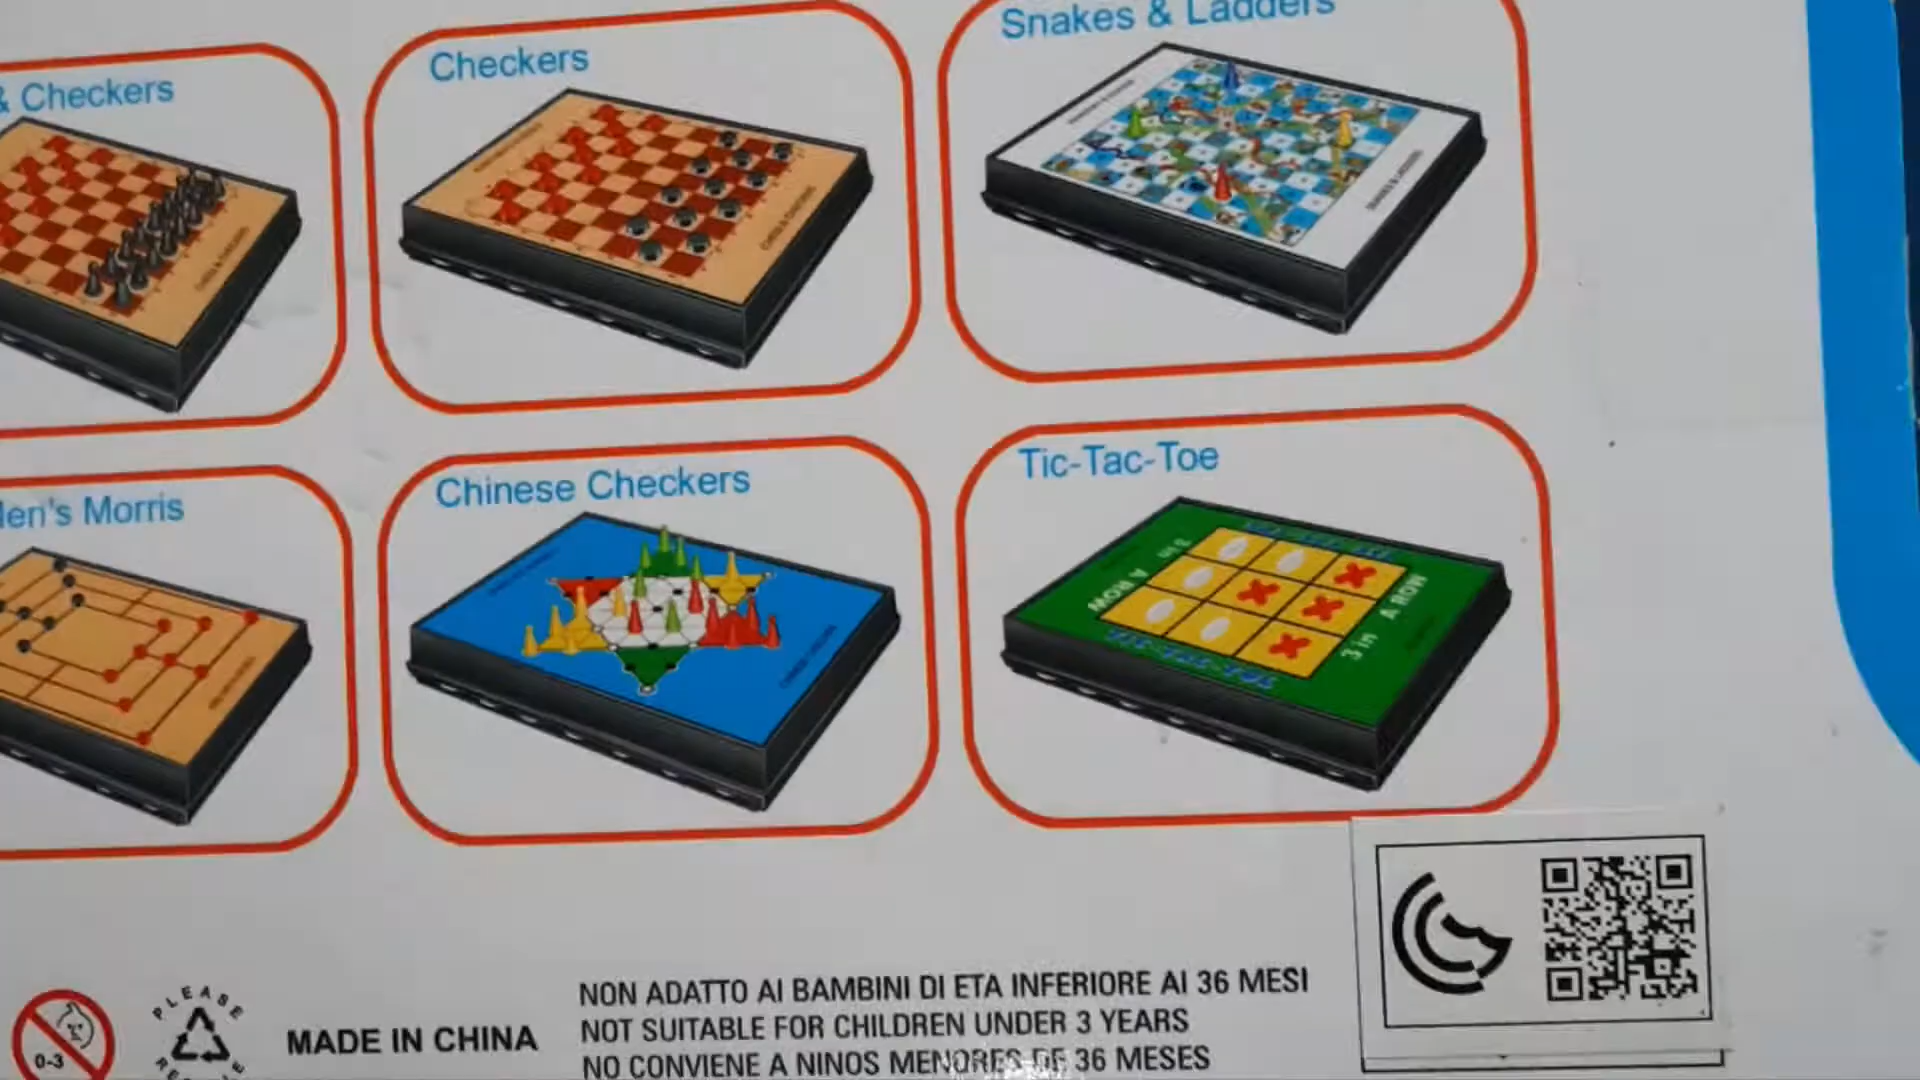 & Checkers
Checkers
Snakes & Ladders
Men's Morris
Chinese Checkers
Tic-Tac-Toe
3 in
A ROW
3 in
A ROW
0-3
PLEASE
MADE IN CHINA
NON ADATTO AI BAMBINI DI ETA INFERIORE AI 36 MESI
NOT SUITABLE FOR CHILDREN UNDER 3 YEARS
NO CONVIENE A NINOS MENORES DE 36 MESES